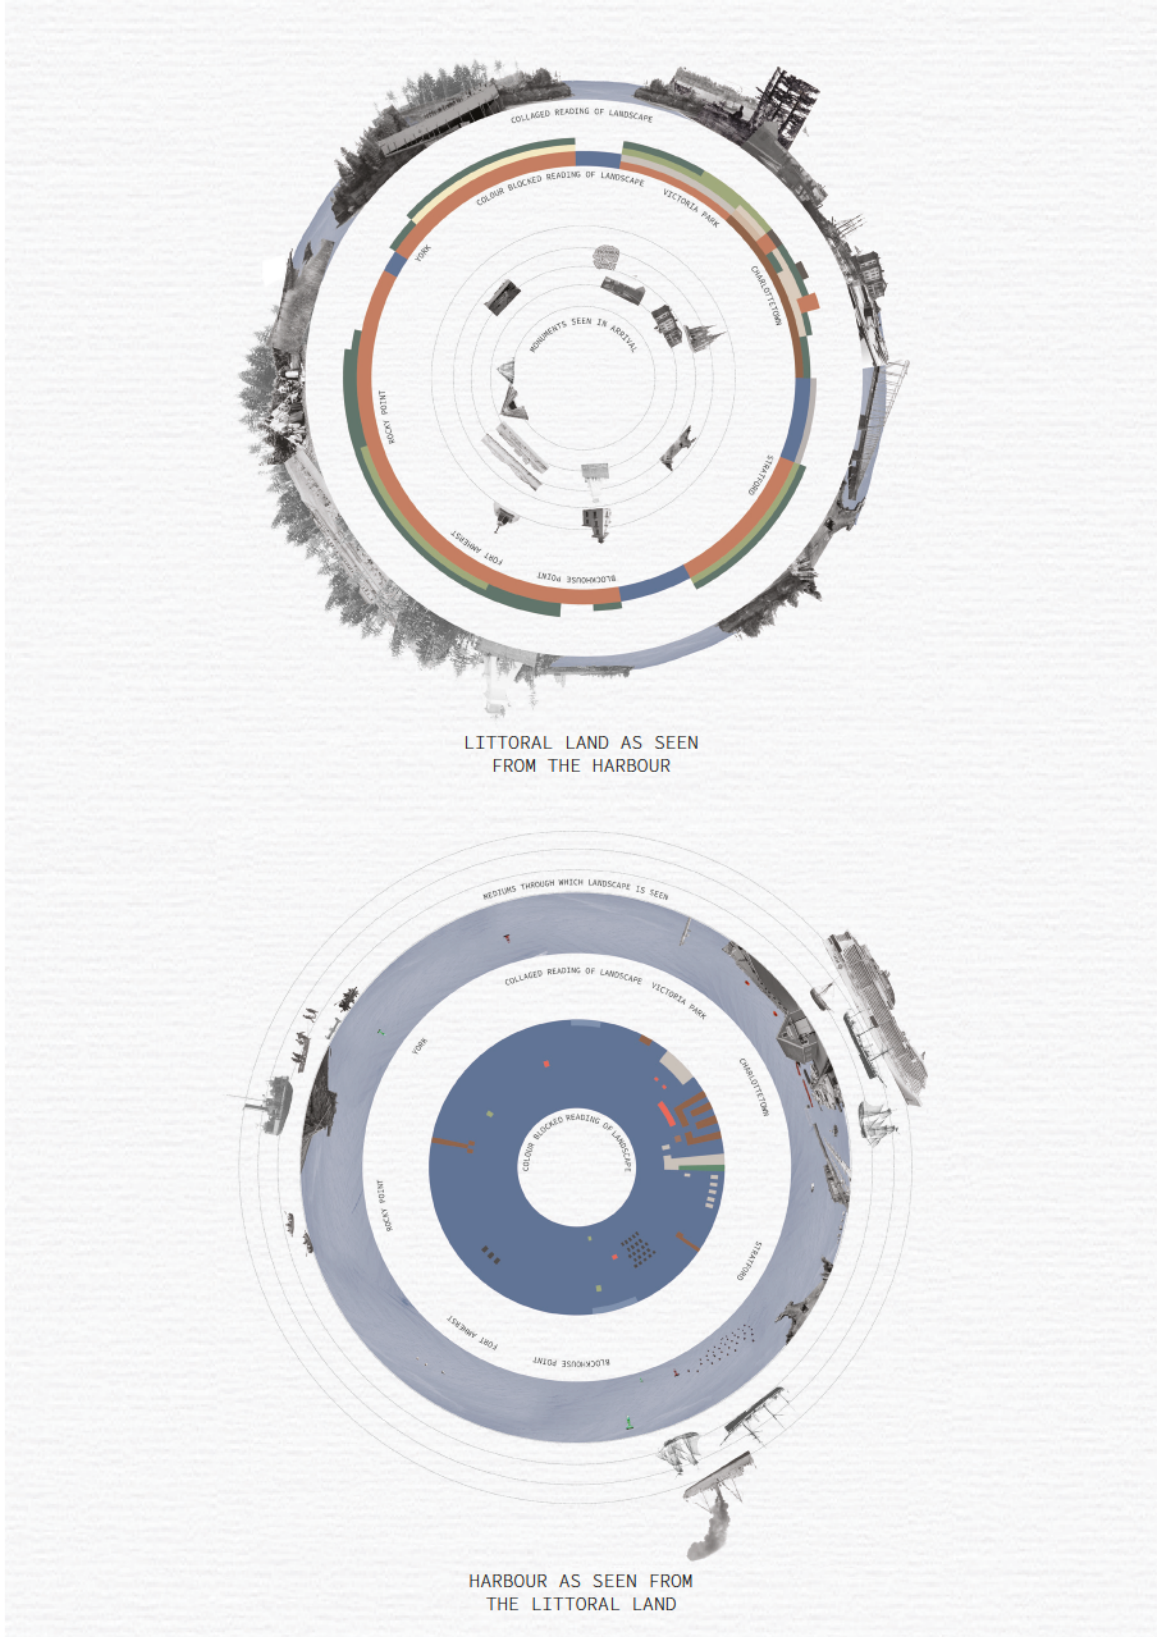 COLLAGED READING OF LANDSCAPE
COLOUR BLOCKED READING OF LANDSCAPE
VICTORIA PARK
YORK
CHARLOTTETOWN
MONUMENTS SEEN IN ARRIVAL
ROCKY POINT
STRATFORD
FORT AMHERST
BLOCKHOUSE POINT
LITTORAL LAND AS SEEN
FROM THE HARBOUR
MEDIUMS THROUGH WHICH LANDSCAPE IS SEEN
COLLAGED READING OF LANDSCAPE
VICTORIA PARK
YORK
CHARLOTTETOWN
COLOUR BLOCKED READING OF LANDSCAPE
ROCKY POINT
STRATFORD
FORT AMHERST
BLOCKHOUSE POINT
HARBOUR AS SEEN FROM
THE LITTORAL LAND